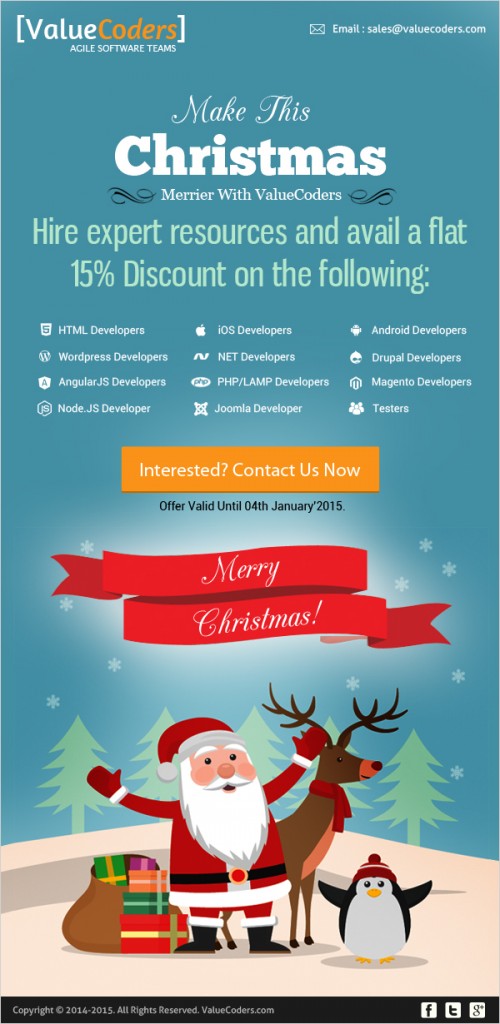 [ValueCoders]
AGILE SOFTWARE TEAMS
Email : sales@valuecoders.com
Make This
Christmas
Merrier With ValueCoders
Hire expert resources and avail a flat
15% Discount on the following:
HTML Developers
iOS Developers
Android Developers
Wordpress Developers
NET Developers
Drupal Developers
AngularJS Developers
php
PHP/LAMP Developers
Magento Developers
Node.JS Developer
Joomla Developer
Testers
Interested? Contact Us Now
Offer Valid Until 04th January'2015.
Merry
Christmas!
Copyright © 2014-2015. All Rights Reserved. ValueCoders.com